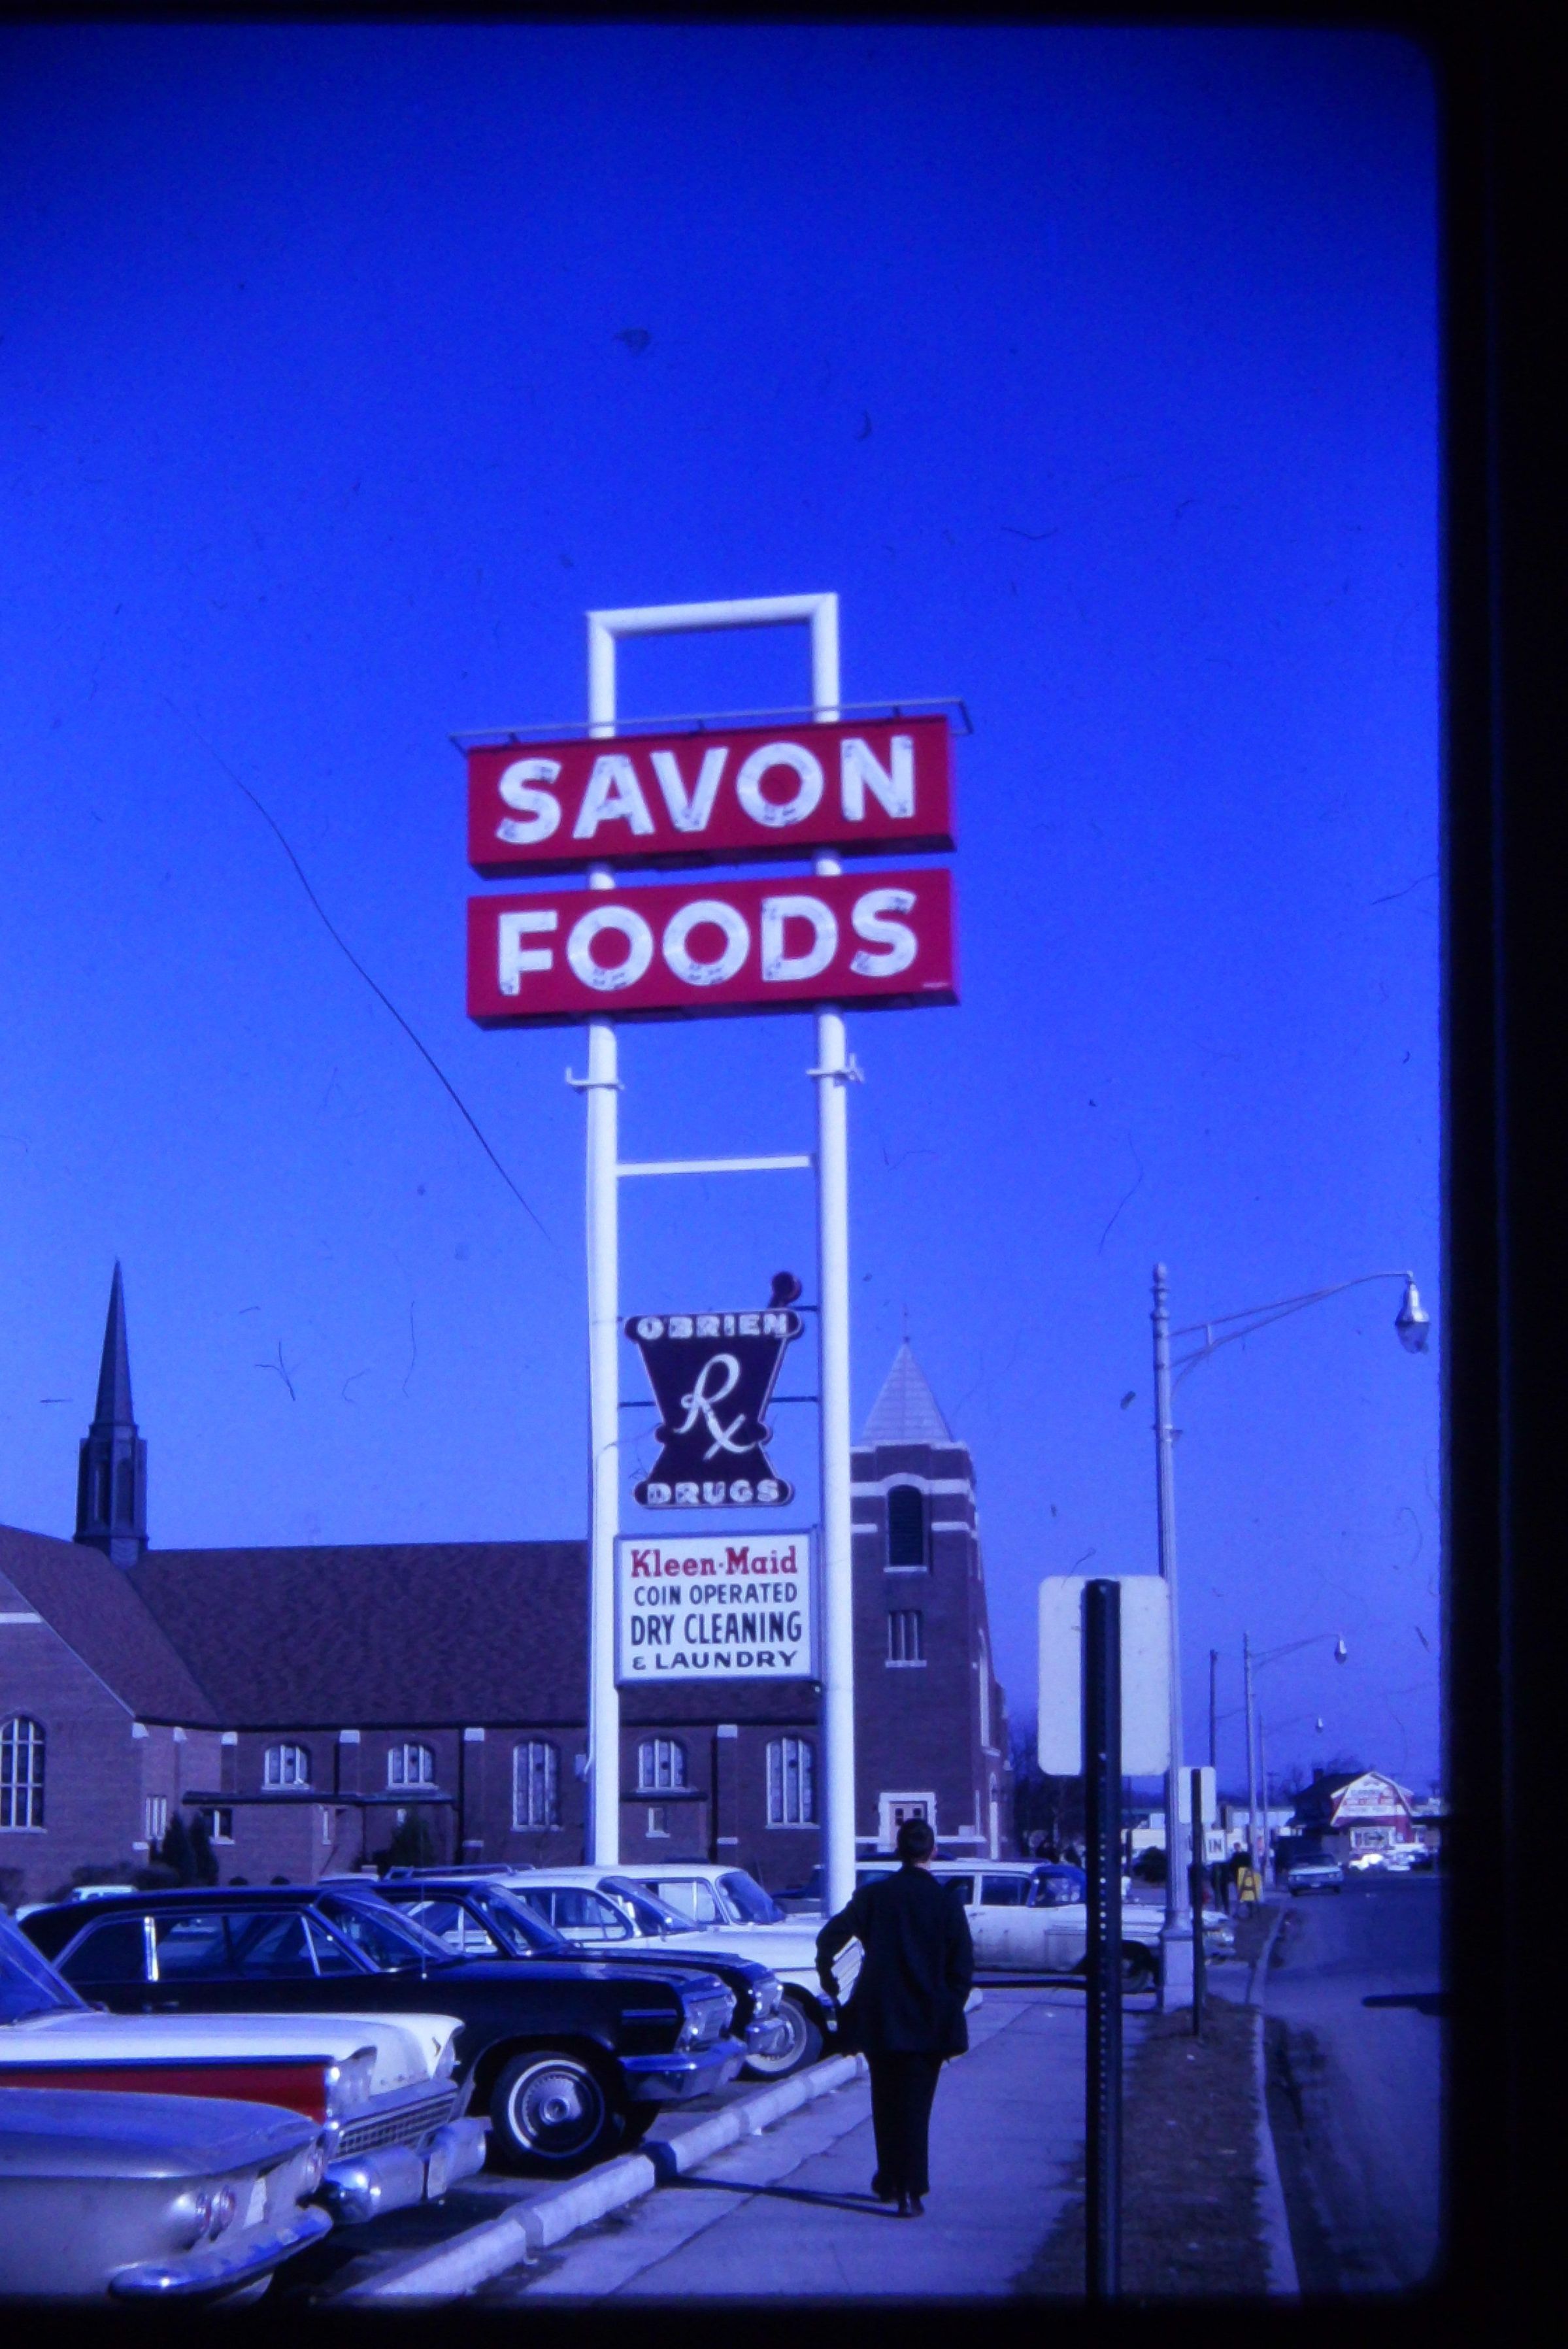 SAVON
FOODS
O'BRIEN
Rx
DRUGS
Kleen-Maid
COIN OPERATED
DRY CLEANING
& LAUNDRY
IN